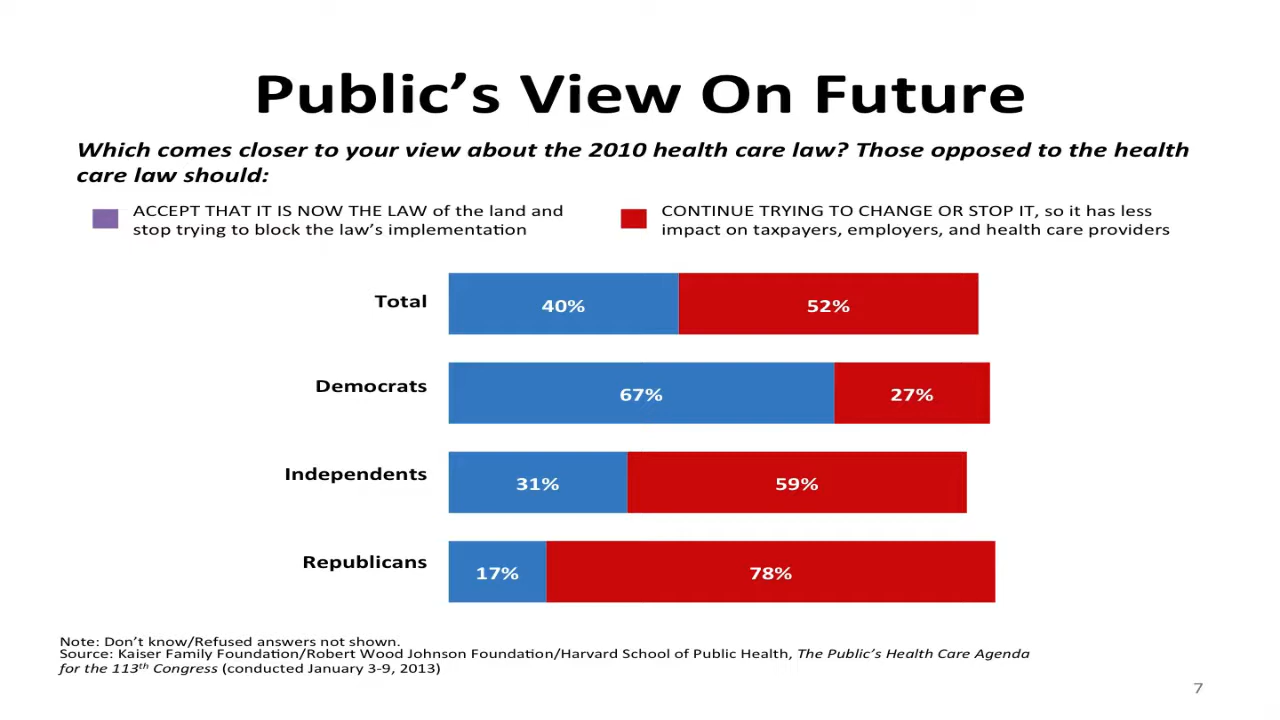 Public's View On Future
Which comes closer to your view about the 2010 health care law? Those opposed to the health
care law should:
ACCEPT THAT IT IS NOW THE LAW of the land and
stop trying to block the law's implementation
CONTINUE TRYING TO CHANGE OR STOP IT, so it has less
impact on taxpayers, employers, and health care providers
Total
40%
52%
Democrats
67%
27%
Independents
31%
59%
Republicans
17%
78%
Note: Don't know/Refused answers not shown.
Source: Kaiser Family Foundation/Robert Wood Johnson Foundation/Harvard School of Public Health, The Public's Health Care Agenda
for the 113th Congress (conducted January 3-9, 2013)
7